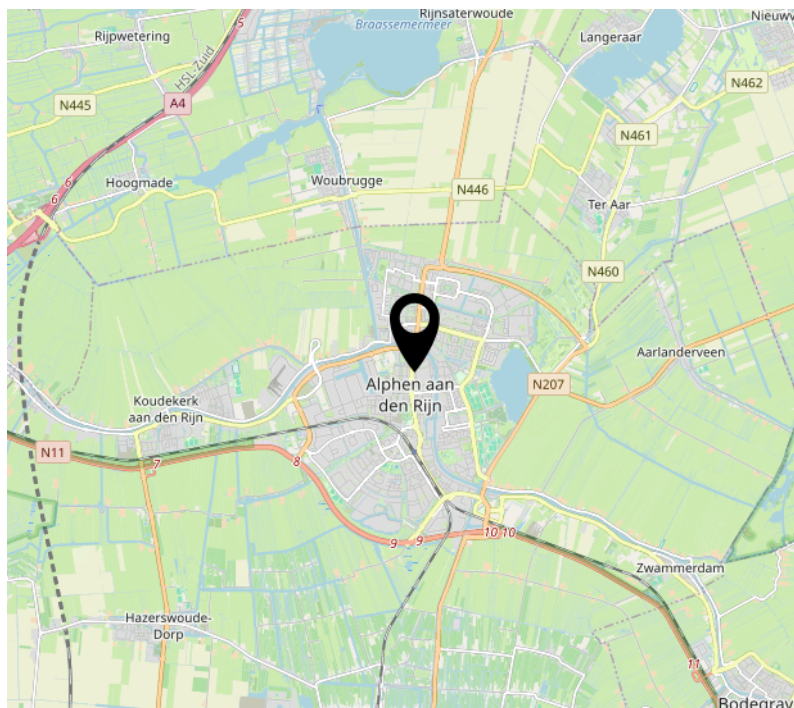 Rijnsaterwoude
Braassemermeer
Rijpwetering
Langeraar
5
HSL-Zuid
N462
N445
A4
N461
6
6
Hoogmade
Woubrugge
N446
Ter Aar
N460
Aarlanderveen
Alphen aan
den Rijn
N207
Koudekerk
aan den Rijn
N11
7
8
9
9
10
10
Zwammerdam
Hazerswoude-
Dorp
11